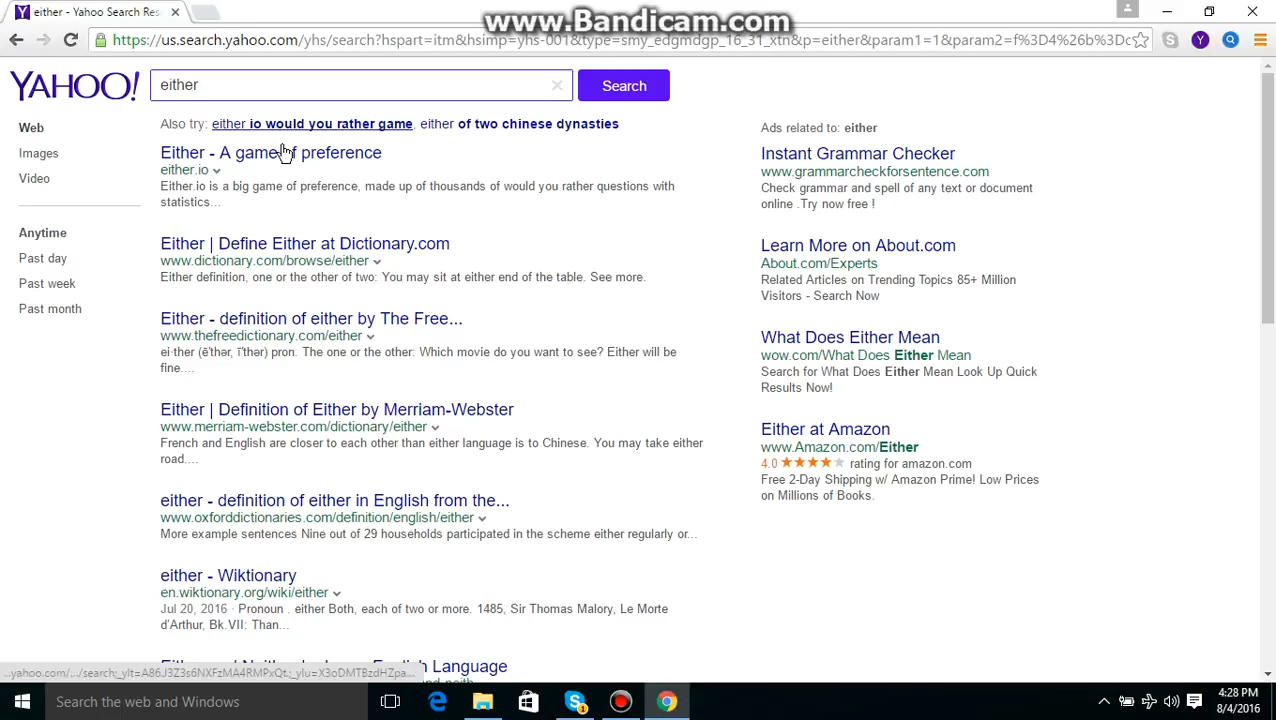 either - Yahoo Search Res
www.Bandicam.com
https://us.search.yahoo.com/yhs/search?hspart=itm&hsimp=yhs-001&type=smy_edgmdgp_16_31_xtn&p=either&param1=1&param2=f%3D4%26b%3Dc
YAHOO!
either
Search
Also try: either io would you rather game, either of two chinese dynasties
Web
Images
Video
Anytime
Past day
Past week
Past month
Either - A game of preference
either.io
Either.io is a big game of preference, made up of thousands of would you rather questions with
statistics...
Either | Define Either at Dictionary.com
www.dictionary.com/browse/either
Either definition, one or the other of two: You may sit at either end of the table. See more.
Either - definition of either by The Free...
www.thefreedictionary.com/either
ei·ther (ē′thər, ī′thər) pron. The one or the other: Which movie do you want to see? Either will be
fine....
Either | Definition of Either by Merriam-Webster
www.merriam-webster.com/dictionary/either
French and English are closer to each other than either language is to Chinese. You may take either
road....
either - definition of either in English from the...
www.oxforddictionaries.com/definition/english/either
More example sentences Nine out of 29 households participated in the scheme either regularly or...
either - Wiktionary
en.wiktionary.org/wiki/either
Jul 20, 2016 · Pronoun . either Both, each of two or more. 1485, Sir Thomas Malory, Le Morte
d'Arthur, Bk.VII: Than...
English Language
Ads related to: either
Instant Grammar Checker
www.grammarcheckforsentence.com
Check grammar and spell of any text or document
online .Try now free !
Learn More on About.com
About.com/Experts
Related Articles on Trending Topics 85+ Million
Visitors - Search Now
What Does Either Mean
wow.com/What Does Either Mean
Search for What Does Either Mean Look Up Quick
Results Now!
Either at Amazon
www.Amazon.com/Either
4.0 rating for amazon.com
Free 2-Day Shipping w/ Amazon Prime! Low Prices
on Millions of Books.
Search the web and Windows
4:28 PM
8/4/2016